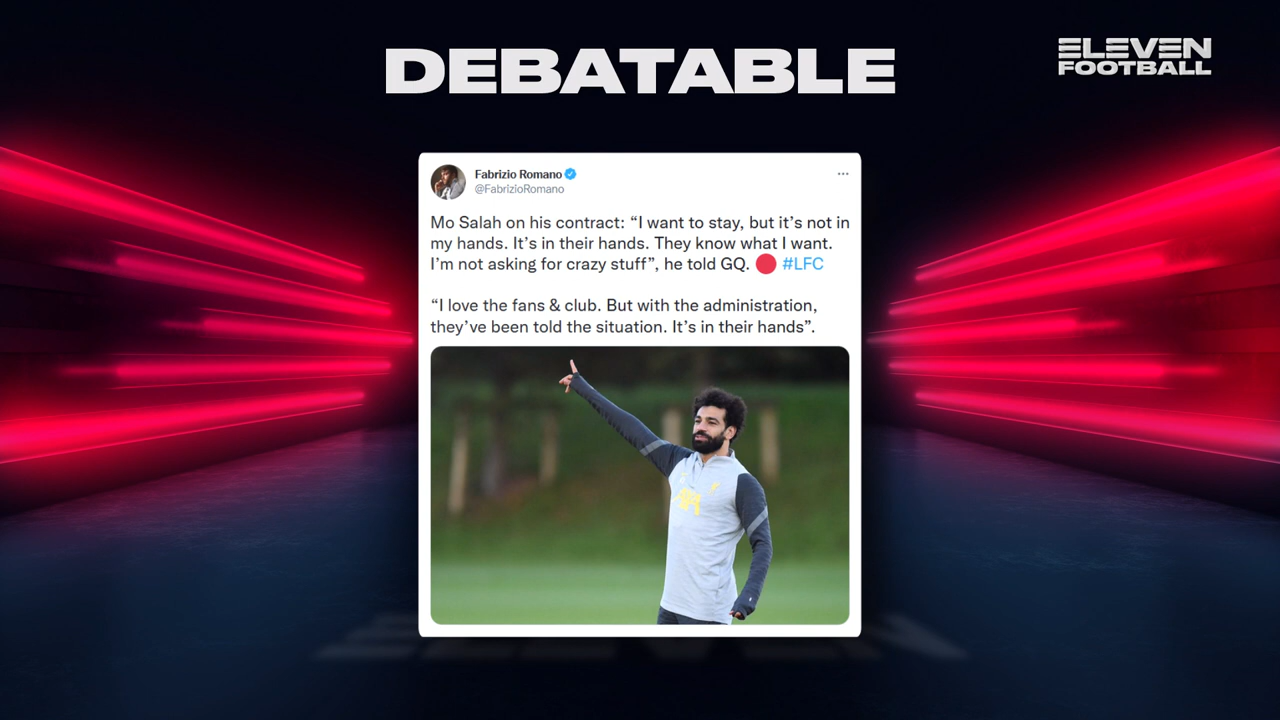 DEBATABLE
ELEVEN
FOOTBALL
Fabrizio Romano
@FabrizioRomano
Mo Salah on his contract: “I want to stay, but it’s not in
my hands. It’s in their hands. They know what I want.
I’m not asking for crazy stuff”, he told GQ. 🔴 #LFC
“I love the fans & club. But with the administration,
they’ve been told the situation. It’s in their hands”.
AXA